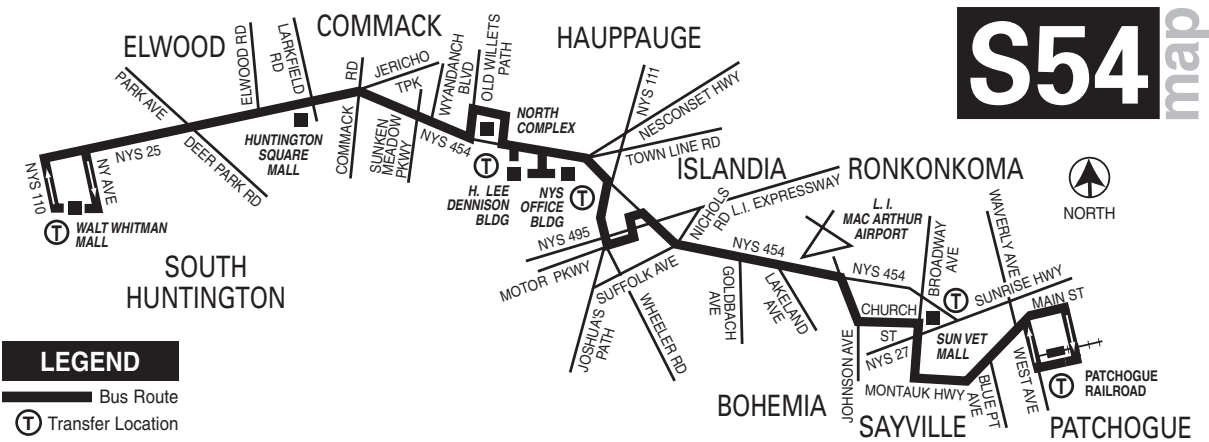 S54
map
ELWOOD
COMMACK
HAUPPAUGE
ISLANDIA
RONKONKOMA
SOUTH
HUNTINGTON
BOHEMIA
SAYVILLE
PATCHOGUE
PARK AVE
ELWOOD RD
LARKFIELD
RD
COMMACK
RD
JERICHO
TPK
WYANDANCH
BLVD
OLD WILLETS
PATH
NORTH
COMPLEX
NYS 111
NESCONSET HWY
TOWN LINE RD
NYS 110
NY AVE
NYS 25
DEER PARK RD
HUNTINGTON
SQUARE
MALL
SUNKEN
MEADOW
PKWY
NYS 454
T
H. LEE
DENNISON
BLDG
NYS
OFFICE
BLDG
T
T
WALT WHITMAN
MALL
NYS 495
L.I. EXPRESSWAY
NICHOLS
RD
MOTOR PKWY
SUFFOLK AVE
JOSHUA'S
PATH
WHEELER RD
NYS 454
GOLDBACH
AVE
LAKELAND
AVE
L. I.
MAC ARTHUR
AIRPORT
NYS 454
BROADWAY
AVE
WAVERLY AVE
NORTH
T
SUNRISE HWY
MAIN ST
CHURCH
ST
NYS 27
SUN VET
MALL
JOHNSON AVE
MONTAUK HWY
BLUE PT
AVE
WEST AVE
T
PATCHOGUE
RAILROAD
LEGEND
Bus Route
T Transfer Location